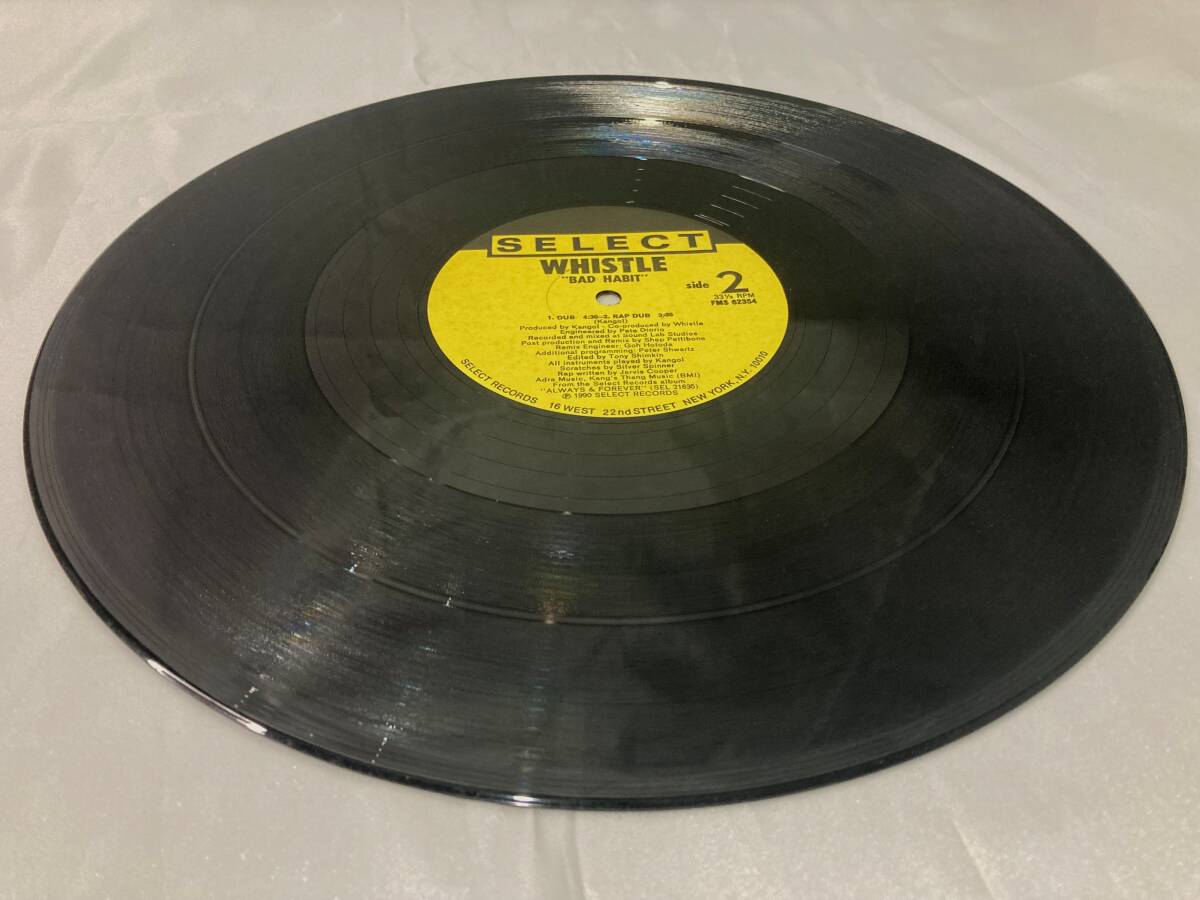 SELECT
WHISTLE
"BAD HABIT"
side 2
33⅓ RPM
FMS 62354
1. DUB 4:30-2. RAP DUB
(Kangol)
Produced by Kangol - Co-produced by Whistle
Engineered by Pete Diorio
Recorded and mixed at Sound Lab Studios
Post production and Remix by Shep Pettibone
Remix Engineer: Goh Hotoda
Additional programming: Peter Shwartz
Edited by Tony Shimkin
All instruments played by Kangol
Scratches by Silver Spinner
Rap written by Jarvis Cooper
Adra Music, Kang's Thang Music (BMI)
From the Select Records album
"ALWAYS & FOREVER" (SEL 21635)
℗ 1990 SELECT RECORDS
SELECT RECORDS 16 WEST 22nd STREET NEW YORK, N.Y. 10010